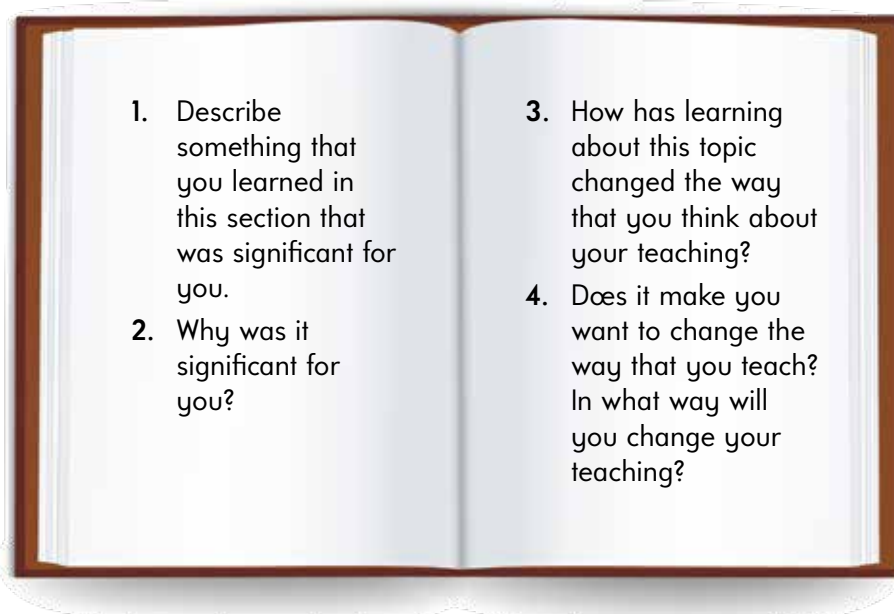 1. Describe
something that
you learned in
this section that
was significant for
you.
2. Why was it
significant for
you?
3. How has learning
about this topic
changed the way
that you think about
your teaching?
4. Dœs it make you
want to change the
way that you teach?
In what way will
you change your
teaching?